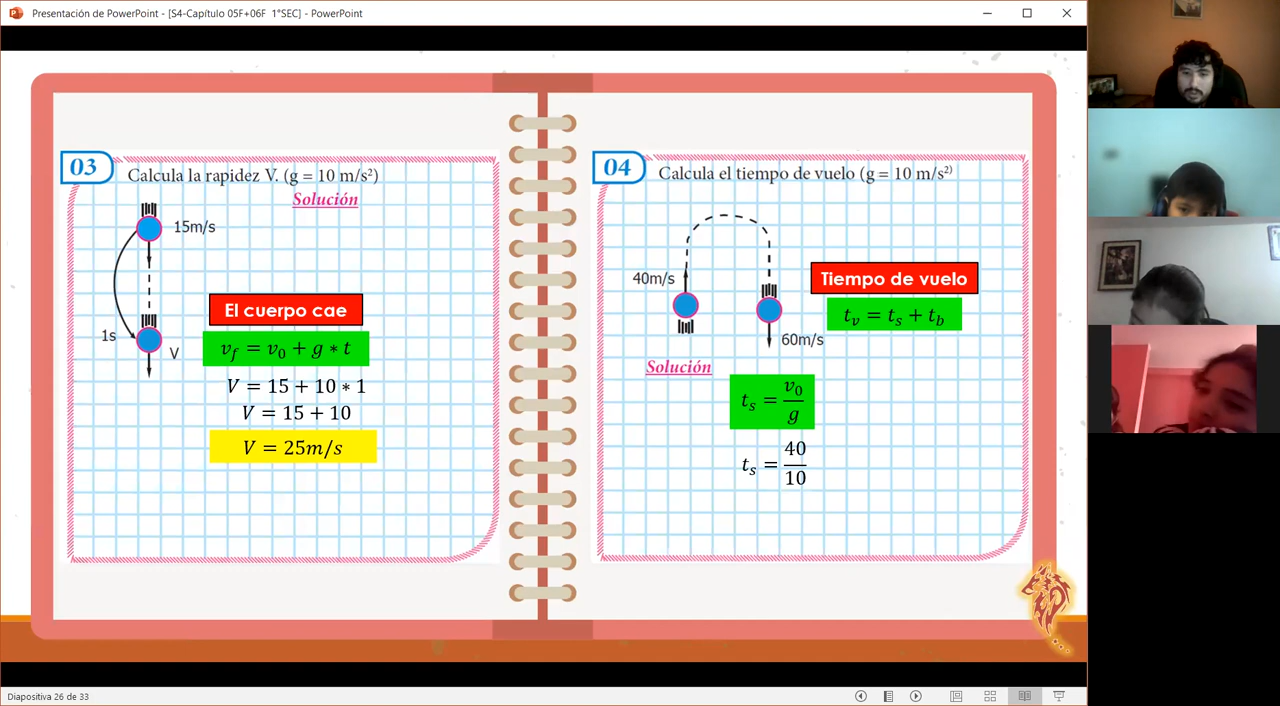 Presentación de PowerPoint - [S4-Capítulo 05F+06F 1°SEC] - PowerPoint
03
Calcula la rapidez V. (g = 10 m/s²)
Solución
15m/s
1s
V
El cuerpo cae
v_f = v_0 + g * t
V = 15 + 10 * 1
V = 15 + 10
V = 25m/s
04
Calcula el tiempo de vuelo (g = 10 m/s²)
40m/s
60m/s
Tiempo de vuelo
t_v = t_s + t_b
Solución
t_s = v_0/g
t_s = 40/10
Diapositiva 26 de 33